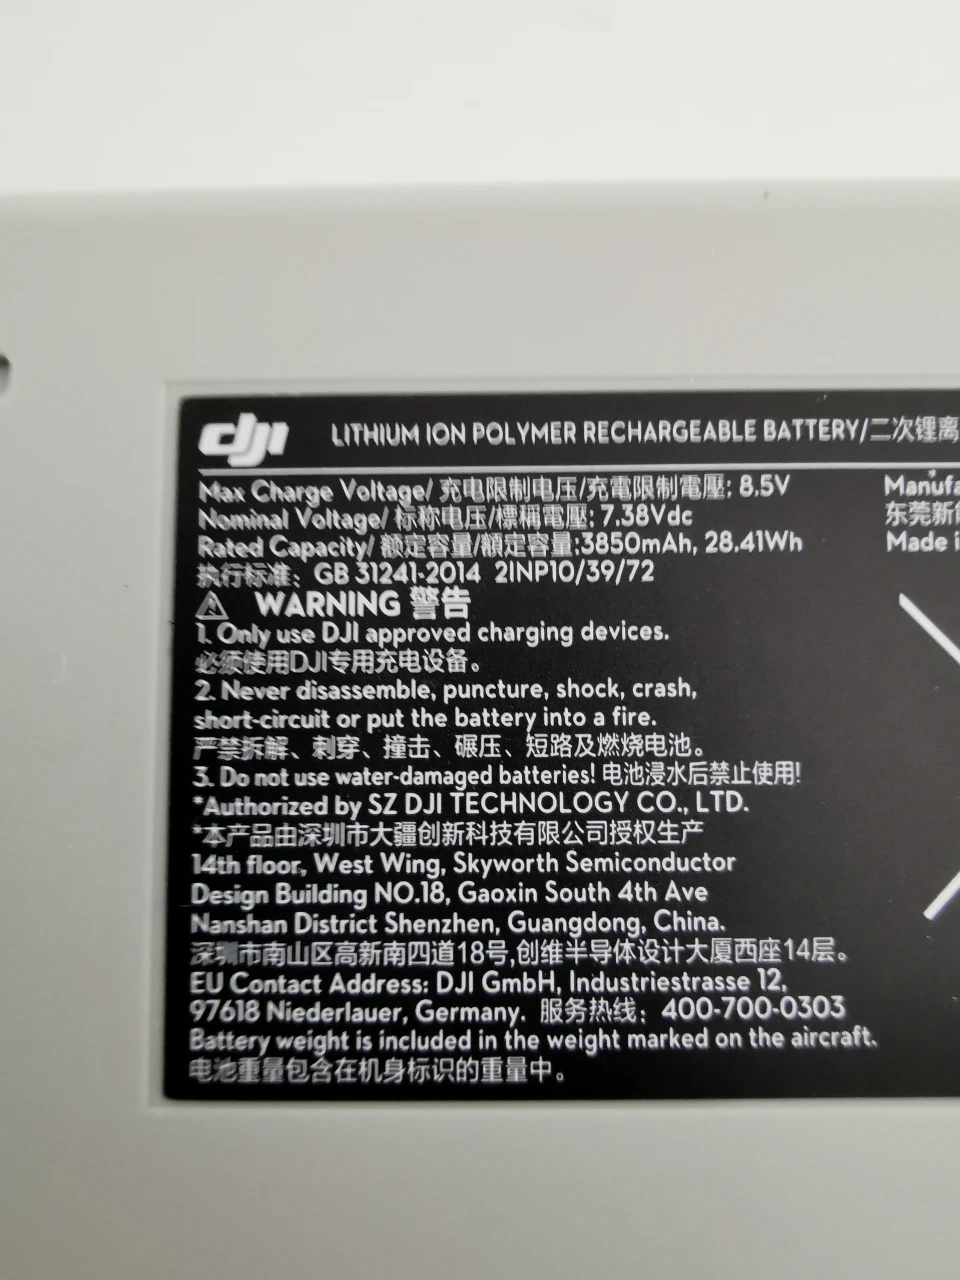 dji
LITHIUM ION POLYMER RECHARGEABLE BATTERY/二次锂离
Max Charge Voltage/ 充电限制电压/充電限制電壓: 8.5V
Nominal Voltage/ 标称电压/標稱電壓: 7.38Vdc
Rated Capacity/ 额定容量/額定容量:3850mAh, 28.41Wh
执行标准: GB 31241-2014 2INP10/39/72
WARNING 警告
1. Only use DJI approved charging devices.
必须使用DJI专用充电设备。
2. Never disassemble, puncture, shock, crash,
short-circuit or put the battery into a fire.
严禁拆解、刺穿、撞击、碾压、短路及燃烧电池。
3. Do not use water-damaged batteries! 电池浸水后禁止使用!
*Authorized by SZ DJI TECHNOLOGY CO., LTD.
*本产品由深圳市大疆创新科技有限公司授权生产
14th floor, West Wing, Skyworth Semiconductor
Design Building NO.18, Gaoxin South 4th Ave
Nanshan District Shenzhen, Guangdong, China.
深圳市南山区高新南四道18号,创维半导体设计大厦西座14层。
EU Contact Address: DJI GmbH, Industriestrasse 12,
97618 Niederlauer, Germany. 服务热线: 400-700-0303
Battery weight is included in the weight marked on the aircraft.
电池重量包含在机身标识的重量中。
Manufa
东莞新能
Made i